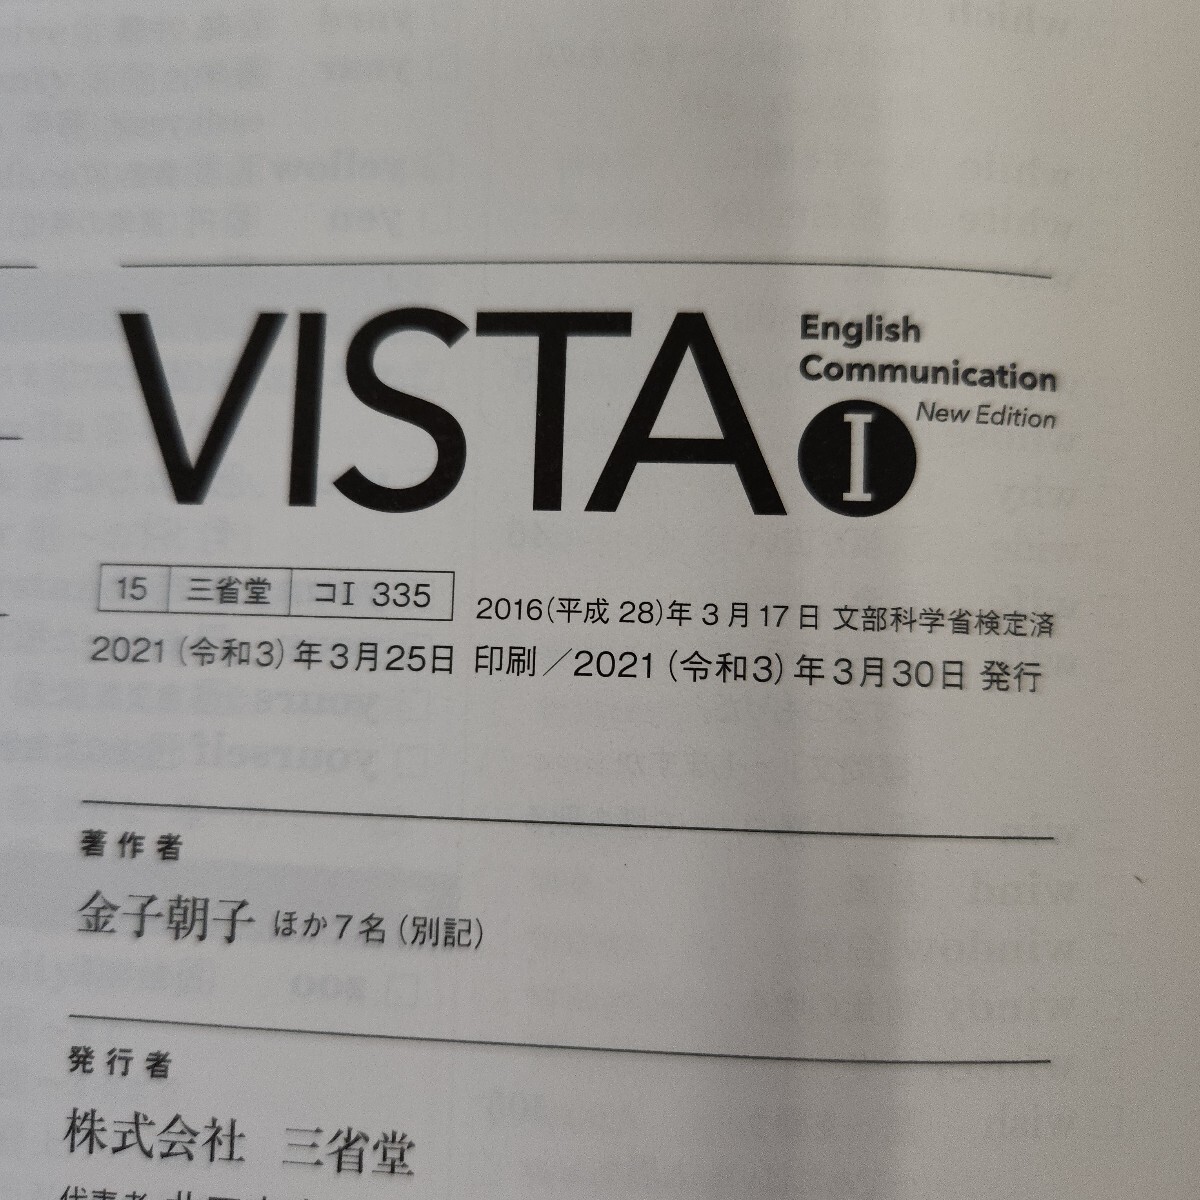 VISTA
English
Communication
I New Edition
15 三省堂 コI 335 2016(平成 28)年 3 月 17 日 文部科学省検定済
2021(令和3)年3月25日 印刷/2021(令和3)年3月30日 発行
著作者
金子朝子 ほか7名(別記)
発行者
株式会社 三省堂
代表者